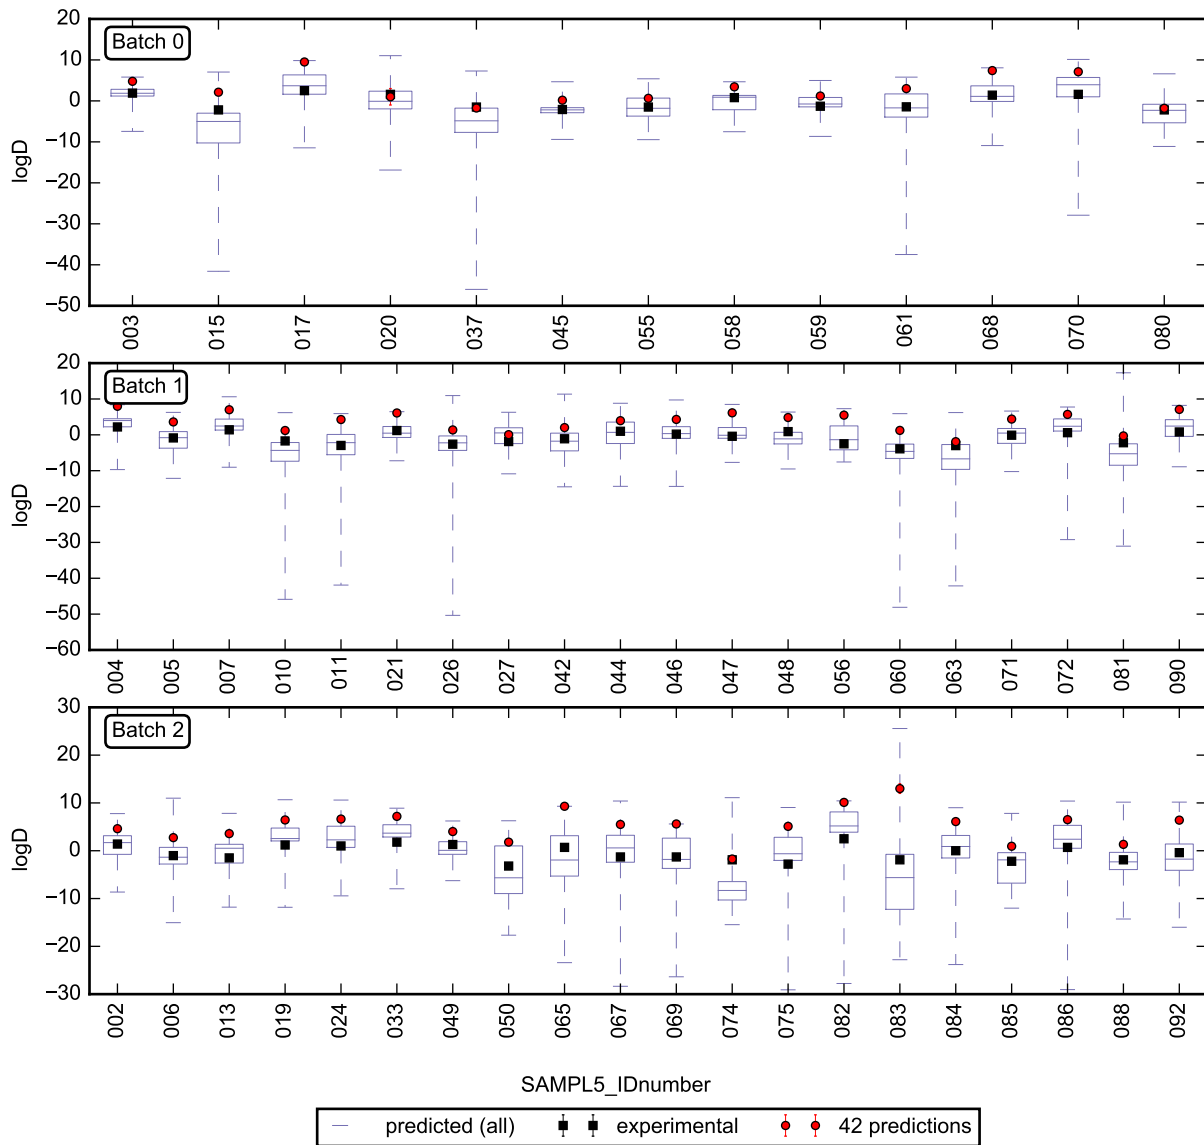 Batch 0
logD
20
10
0
−10
−20
−30
−40
−50
003 015 017 020 037 045 055 058 059 061 068 070 080
Batch 1
logD
20
10
0
−10
−20
−30
−40
−50
−60
004 005 007 010 011 021 026 027 042 044 046 047 048 056 060 063 071 072 081 090
Batch 2
logD
30
20
10
0
−10
−20
−30
002 006 013 019 024 033 049 050 065 067 069 074 075 082 083 084 085 086 088 092
SAMPL5_IDnumber
predicted (all) experimental 42 predictions